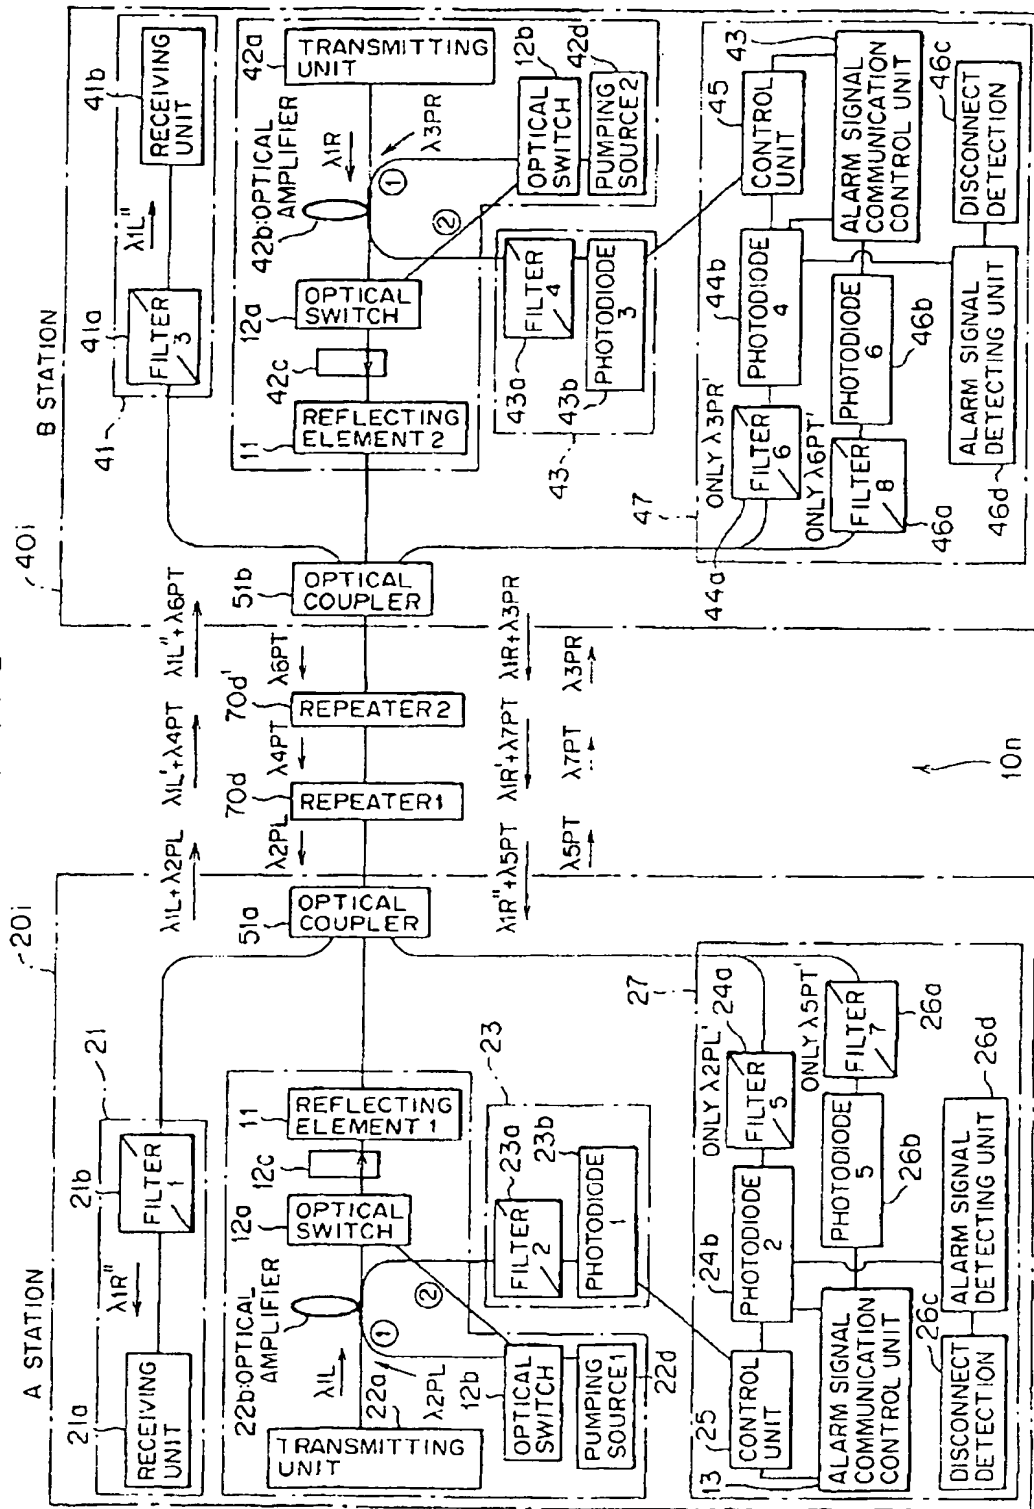 A STATION
20i
21
21a
RECEIVING
UNIT
λ1R"
21b
FILTER
1
22b:OPTICAL
AMPLIFIER
TRANSMITTING
UNIT
λ1L
22a
①
②
λ2PL
12a
OPTICAL
SWITCH
12c
11
REFLECTING
ELEMENT 1
12b
OPTICAL
SWITCH
PUMPING
SOURCE 1
22d
23
23a
FILTER
2
23b
PHOTODIODE
1
51a
OPTICAL
COUPLER
27
13
25
CONTROL
UNIT
24b
PHOTODIODE
2
ONLY λ2PL'
24a
FILTER
5
ONLY λ5PT'
FILTER
7
26a
PHOTODIODE
5
26b
ALARM SIGNAL
COMMUNICATION
CONTROL UNIT
26c
DISCONNECT
DETECTION
ALARM SIGNAL
DETECTING UNIT
26d
λ1L+λ2PL
λ1L'+λ4PT
λ1L"+λ6PT
λ2PL
λ4PT
λ6PT
70d
REPEATER1
70d'
REPEATER2
λ1R"+λ5PT
λ1R'+λ7PT
λ1R+λ3PR
λ5PT
λ7PT
λ3PR
10n
B STATION
40i
41
41a
FILTER
3
λ1L"
41b
RECEIVING
UNIT
51b
OPTICAL
COUPLER
11
REFLECTING
ELEMENT 2
42c
12a
OPTICAL
SWITCH
42b:OPTICAL
AMPLIFIER
λ1R
①
②
λ3PR
42a
TRANSMITTING
UNIT
12b
OPTICAL
SWITCH
42d
PUMPING
SOURCE 2
43
43a
FILTER
4
43b
PHOTODIODE
3
47
ONLY λ3PR'
FILTER
6
44a
44b
PHOTODIODE
4
45
CONTROL
UNIT
43
ALARM SIGNAL
COMMUNICATION
CONTROL UNIT
ONLY λ6PT'
FILTER
8
46a
PHOTODIODE
6
46b
46c
DISCONNECT
DETECTION
ALARM SIGNAL
DETECTING UNIT
46d